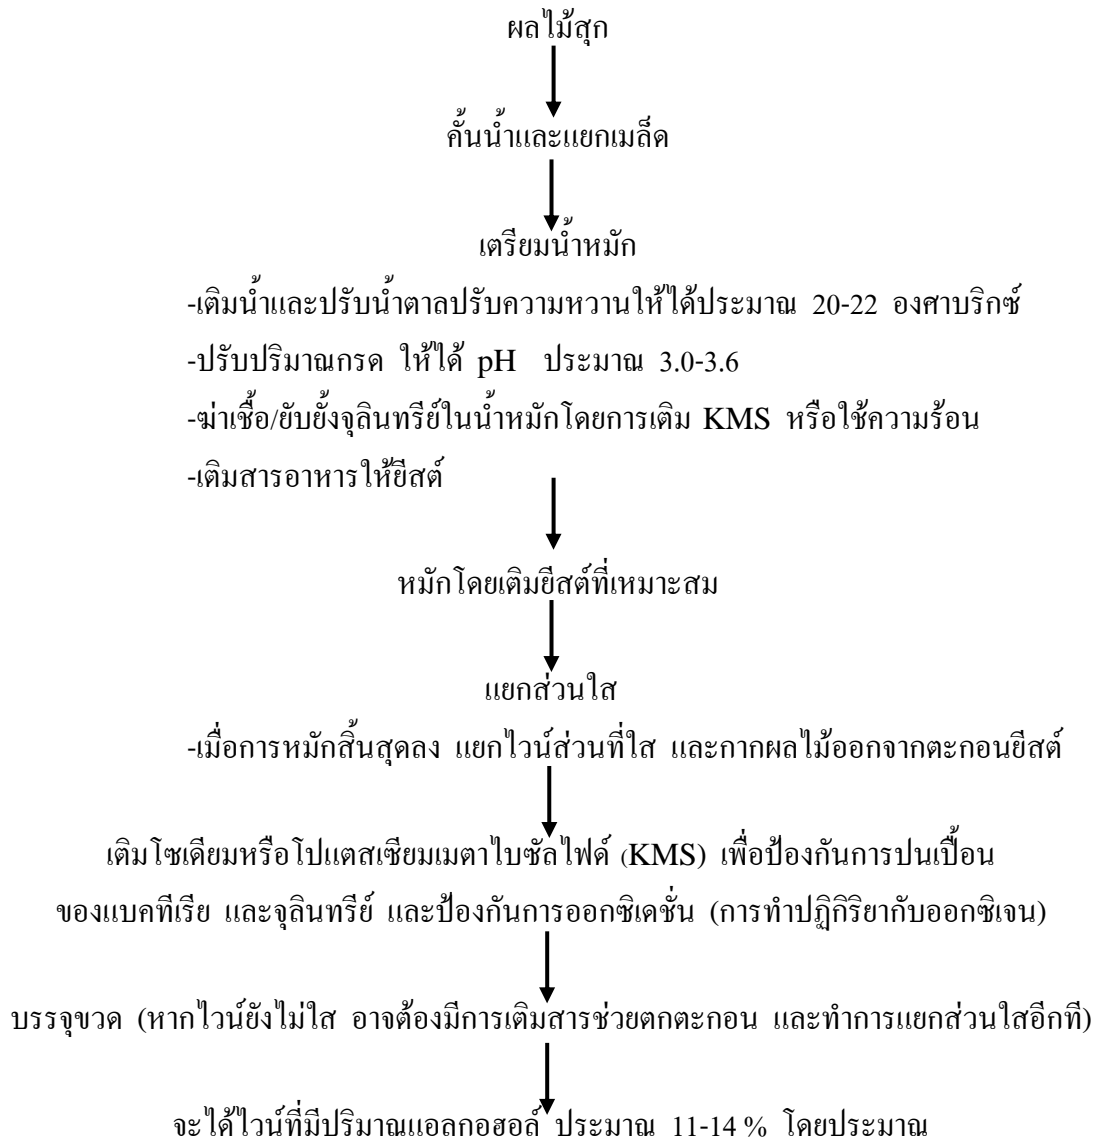 ผลไม้สุก
คั้นน้ำและแยกเมล็ด
เตรียมน้ำหมัก
-เติมน้ำและปรับน้ำตาลปรับความหวานให้ได้ประมาณ 20-22 องศาบริกซ์
-ปรับปริมาณกรด ให้ได้ pH ประมาณ 3.0-3.6
-ฆ่าเชื้อ/ยับยั้งจุลินทรีย์ในน้ำหมักโดยการเติม KMS หรือใช้ความร้อน
-เติมสารอาหารให้ยีสต์
หมักโดยเติมยีสต์ที่เหมาะสม
แยกส่วนใส
-เมื่อการหมักสิ้นสุดลง แยกไวน์ส่วนที่ใส และกากผลไม้ออกจากตะกอนยีสต์
เติมโซเดียมหรือโปแตสเซียมเมตาไบซัลไฟด์ (KMS) เพื่อป้องกันการปนเปื้อน
ของแบคทีเรีย และจุลินทรีย์ และป้องกันการออกซิเดชั่น (การทำปฏิกิริยากับออกซิเจน)
บรรจุขวด (หากไวน์ยังไม่ใส อาจต้องมีการเติมสารช่วยตกตะกอน และทำการแยกส่วนใสอีกที)
จะได้ไวน์ที่มีปริมาณแอลกอฮอล์ ประมาณ 11-14 % โดยประมาณ